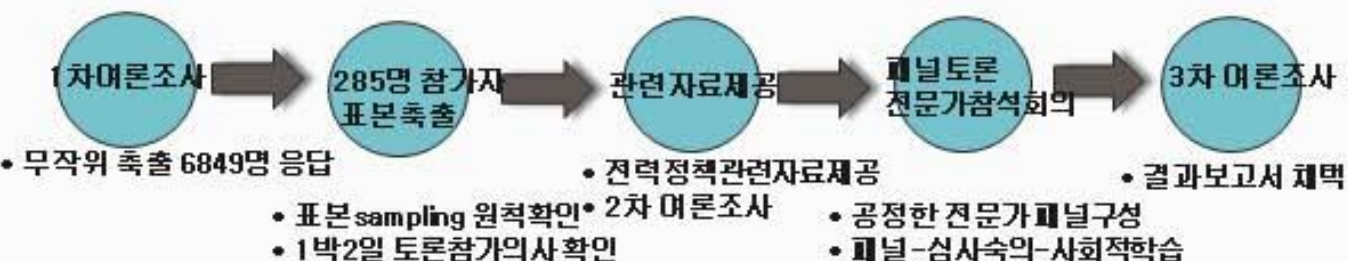 1차여론조사
285명 참가자
표본축출
관련자료제공
패널토론
전문가참석회의
3차 여론조사
• 무작위 축출 6849명 응답
• 표본sampling 원칙확인
• 1박2일 토론참가의사 확인
• 전력정책관련자료제공
• 2차 여론조사
• 공정한 전문가 패널구성
• 패널-심사숙의-사회적학습
• 결과보고서 채택